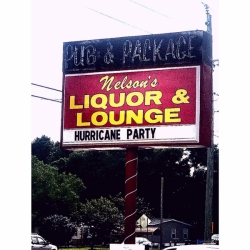 PUB & PACKAGE
Nelson's
LIQUOR &
LOUNGE
HURRICANE PARTY